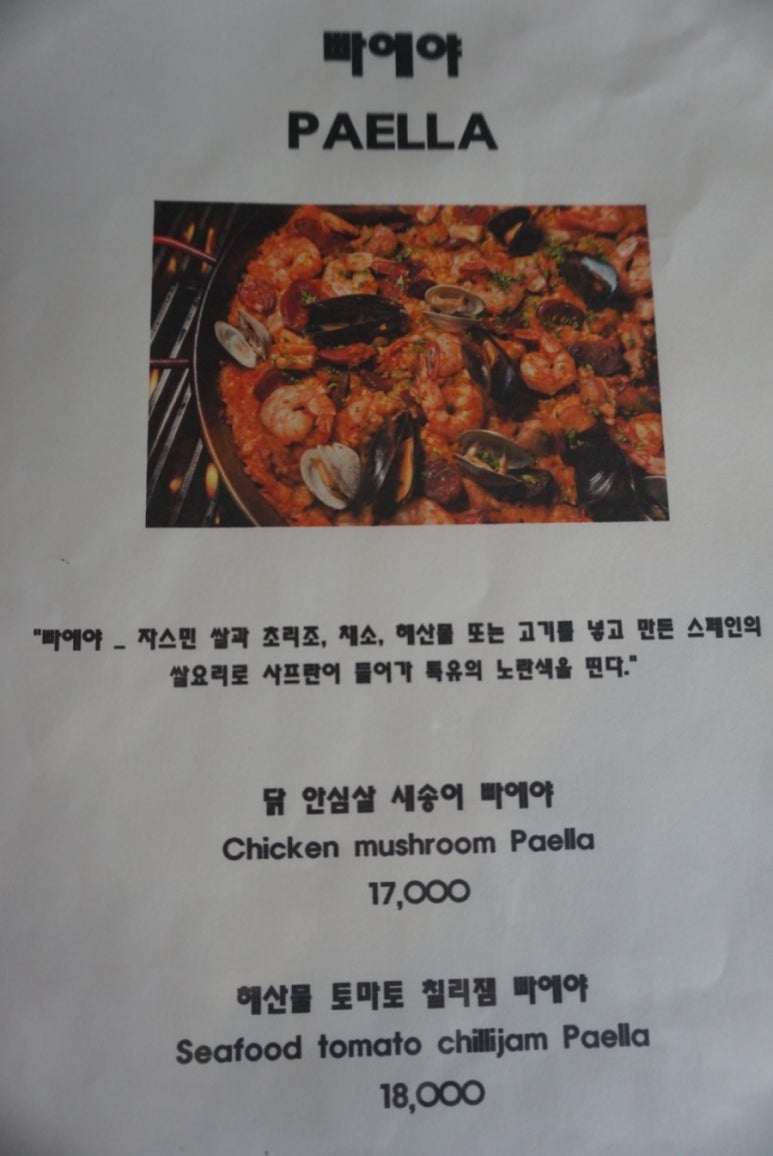 빠에야
PAELLA
"빠에야 _ 자스민 쌀과 초리조, 채소, 해산물 또는 고기를 넣고 만든 스페인의
쌀요리로 사프란이 들어가 특유의 노란색을 띤다."
닭 안심살 새송이 빠에야
Chicken mushroom Paella
17,000
해산물 토마토 칠리잼 빠에야
Seafood tomato chillijam Paella
18,000